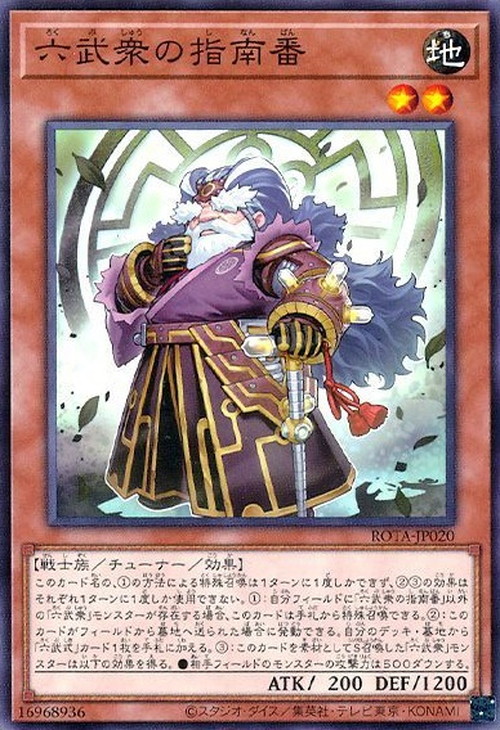 六武衆の指南番
地
ROTA-JP020
【戦士族／チューナー／効果】
このカード名の、①の方法による特殊召喚は1ターンに1度しかできず、②③の効果は
それぞれ1ターンに1度しか使用できない。①：自分フィールドに「六武衆の指南番」以外
の「六武衆」モンスターが存在する場合、このカードは手札から特殊召喚できる。②：この
カードがフィールドから墓地へ送られた場合に発動できる。自分のデッキ・墓地から
「六武式」カード1枚を手札に加える。③：このカードを素材としてS召喚した「六武衆」モン
スターは以下の効果を得る。●相手フィールドのモンスターの攻撃力は500ダウンする。
ATK/ 200 DEF/1200
16968936 ©スタジオ・ダイス／集英社・テレビ東京・KONAMI